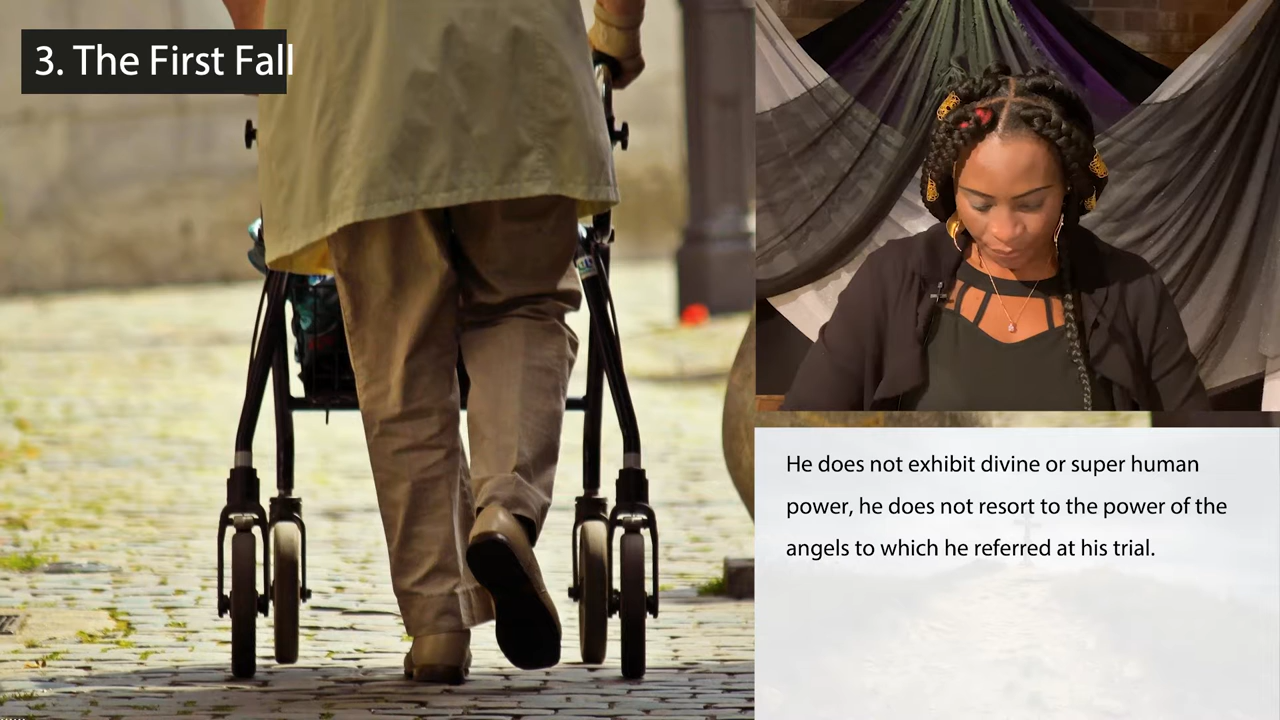 3. The First Fall
He does not exhibit divine or super human
power, he does not resort to the power of the
angels to which he referred at his trial.